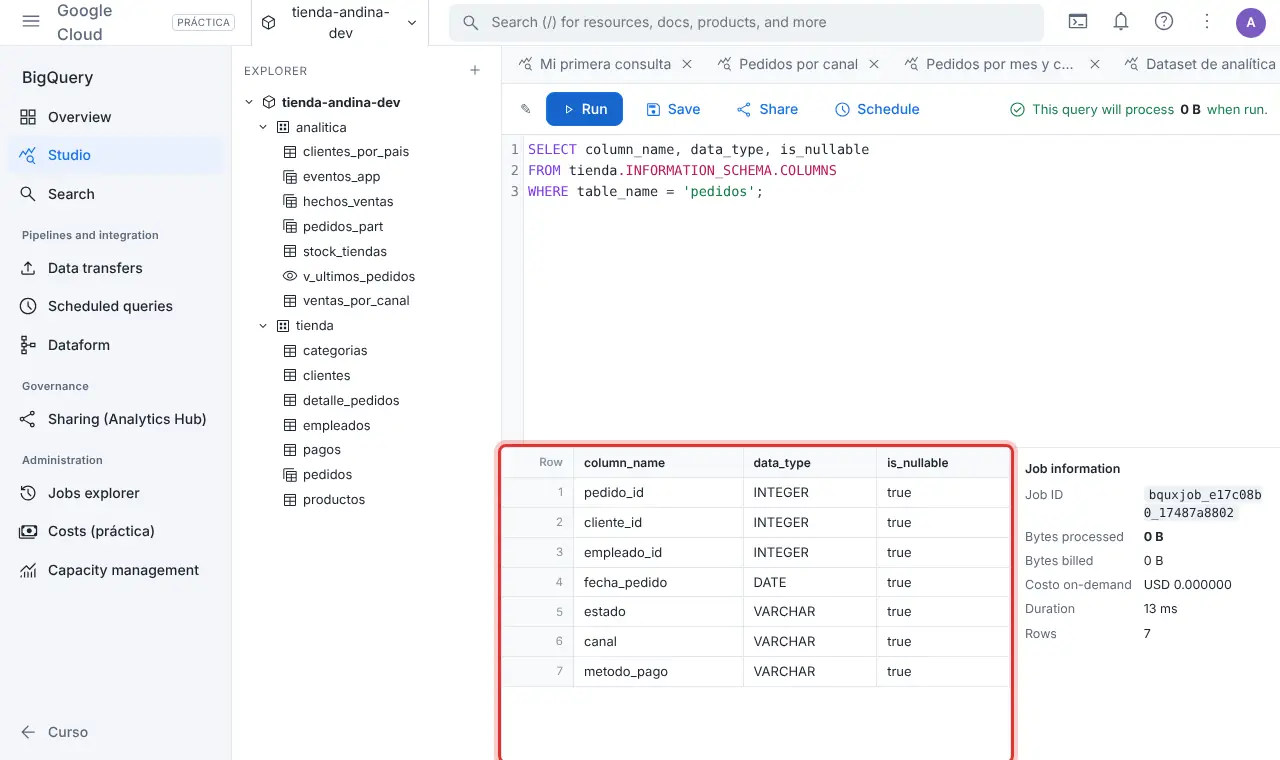 Google Cloud
PRÁCTICA
tienda-andina-dev
Search (/) for resources, docs, products, and more
A
BigQuery
Overview
Studio
Search
Pipelines and integration
Data transfers
Scheduled queries
Dataform
Governance
Sharing (Analytics Hub)
Administration
Jobs explorer
Costs (práctica)
Capacity management
Curso
EXPLORER
tienda-andina-dev
analitica
clientes_por_pais
eventos_app
hechos_ventas
pedidos_part
stock_tiendas
v_ultimos_pedidos
ventas_por_canal
tienda
categorias
clientes
detalle_pedidos
empleados
pagos
pedidos
productos
Mi primera consulta
Pedidos por canal
Pedidos por mes y c...
Dataset de analítica
Run
Save
Share
Schedule
This query will process 0 B when run.
1 SELECT column_name, data_type, is_nullable
2 FROM tienda.INFORMATION_SCHEMA.COLUMNS
3 WHERE table_name = 'pedidos';
Row column_name data_type is_nullable
1 pedido_id INTEGER true
2 cliente_id INTEGER true
3 empleado_id INTEGER true
4 fecha_pedido DATE true
5 estado VARCHAR true
6 canal VARCHAR true
7 metodo_pago VARCHAR true
Job information
Job ID bquxjob_e17c08b
0_17487a8802
Bytes processed 0 B
Bytes billed 0 B
Costo on-demand USD 0.000000
Duration 13 ms
Rows 7